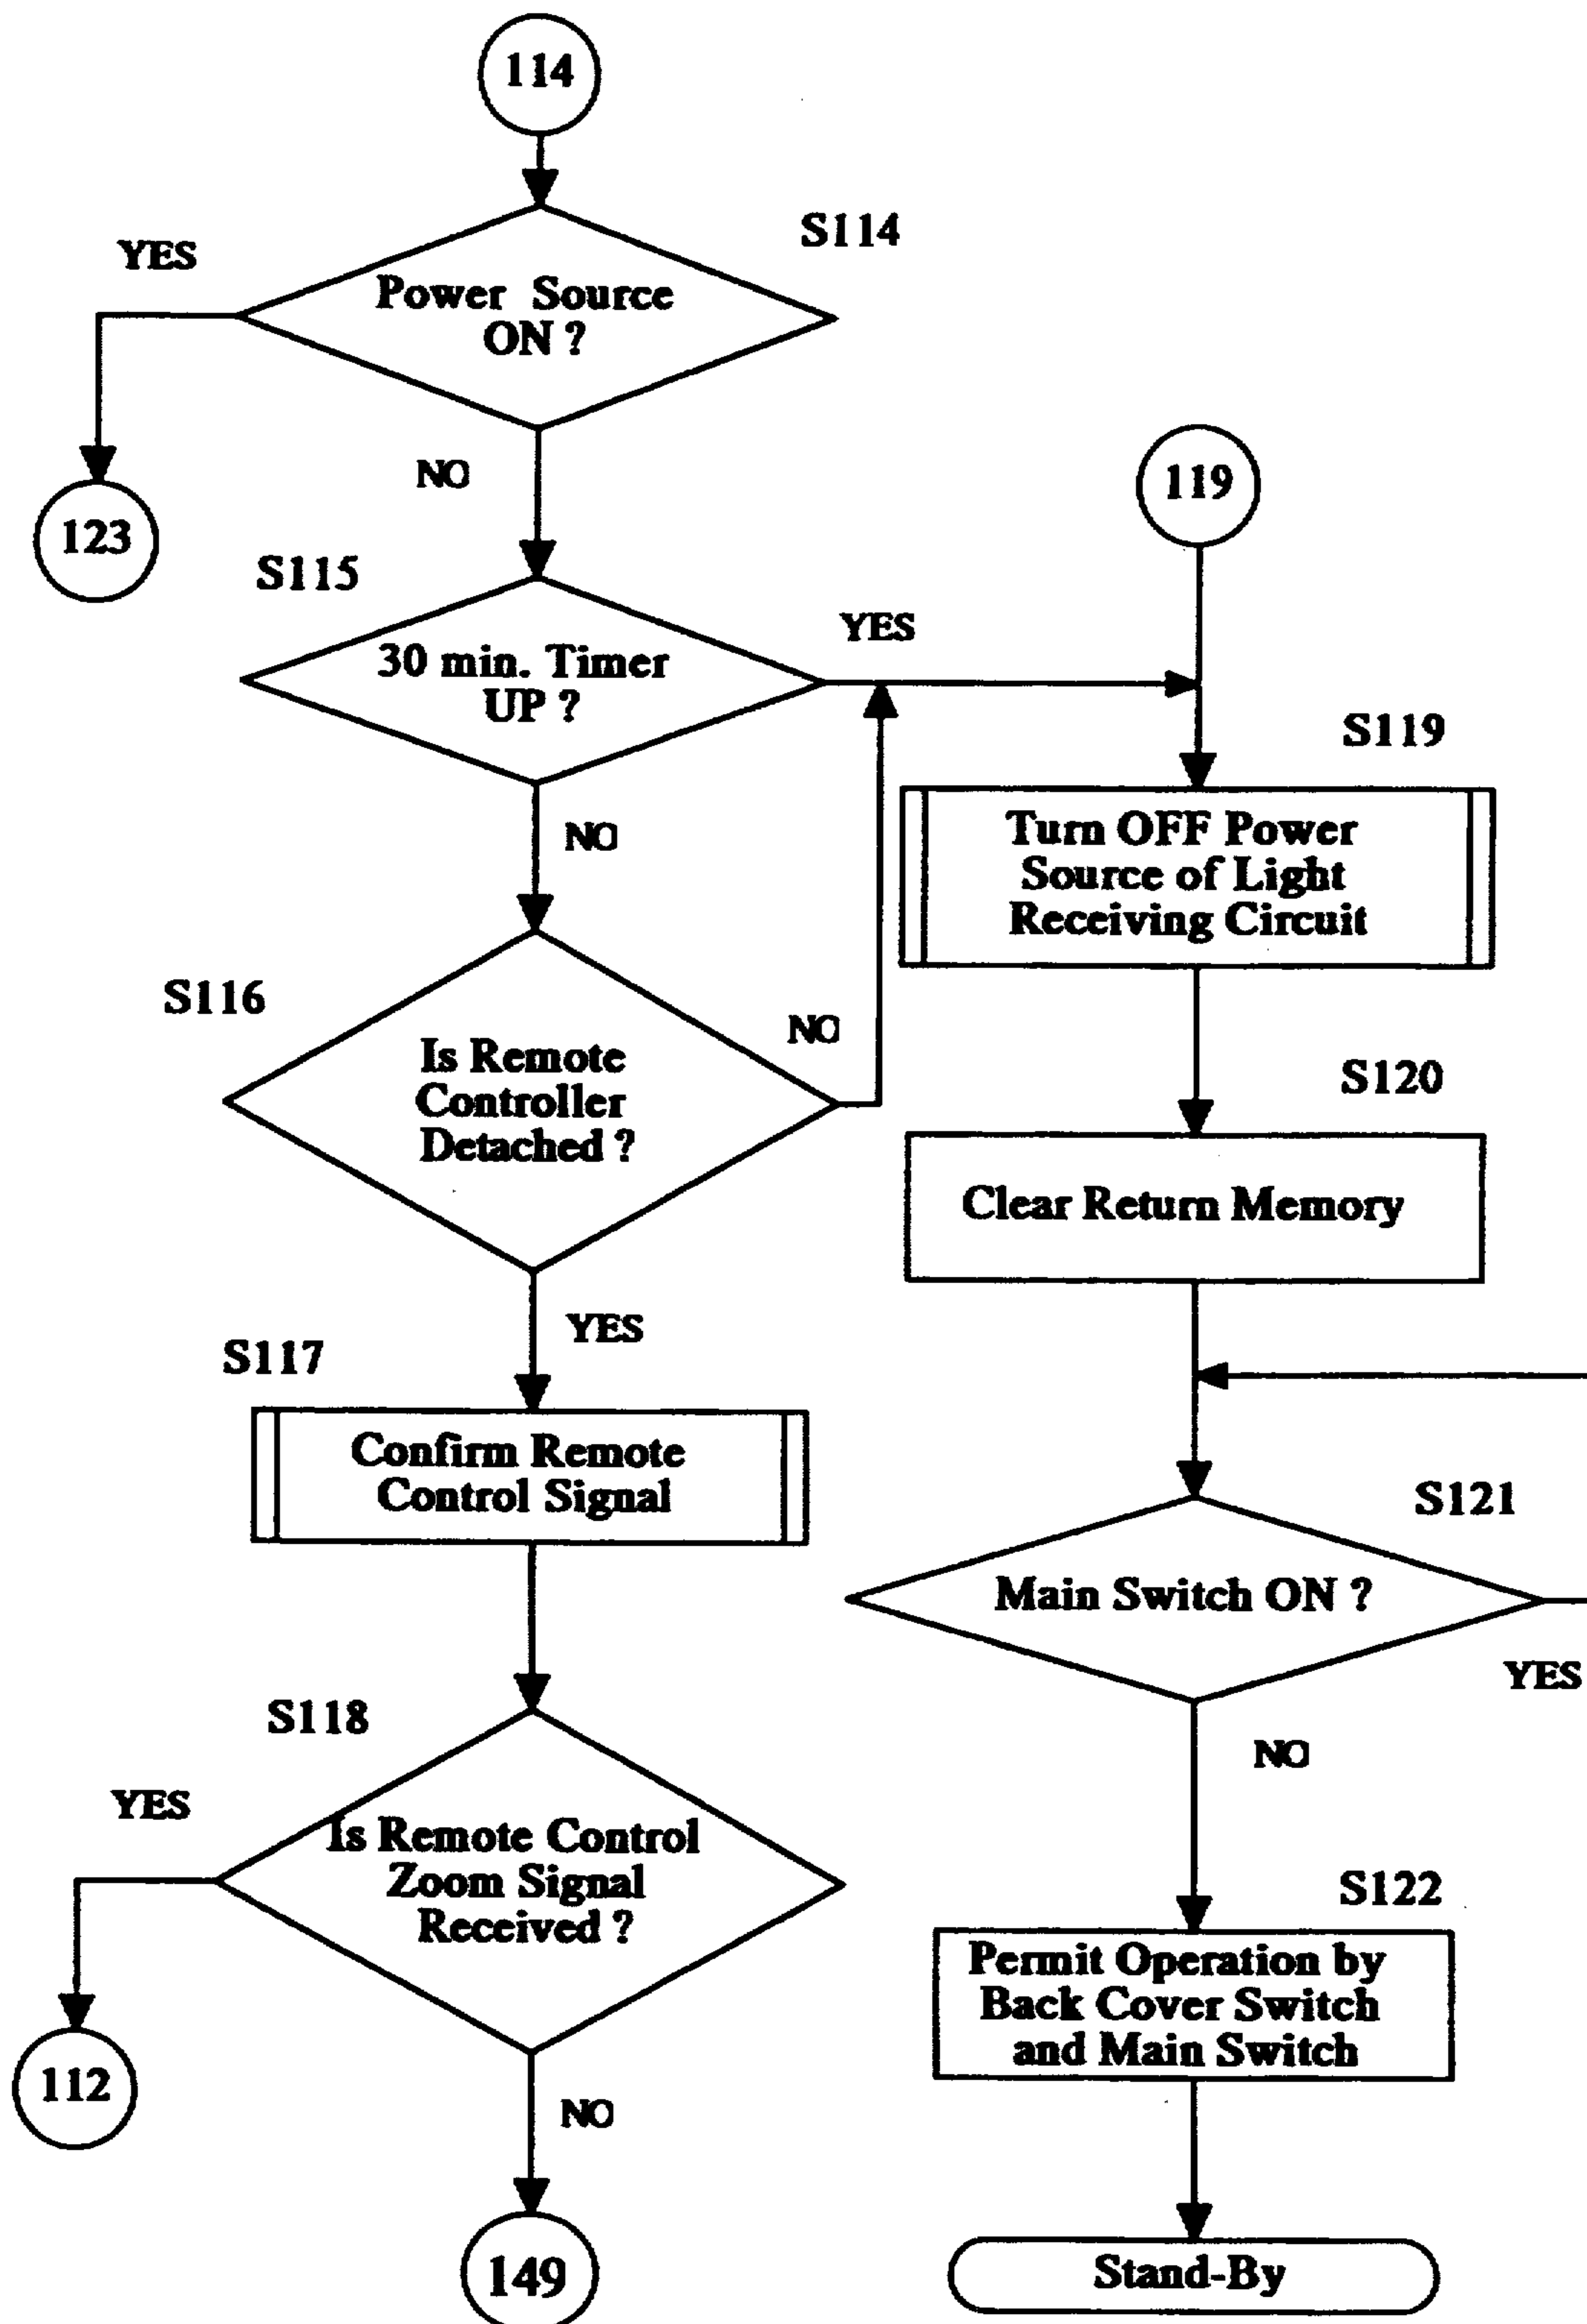 114
S114
YES
Power Source
ON ?
NO
123
119
S115
YES
30 min. Timer
UP ?
NO
S119
Turn OFF Power
Source of Light
Receiving Circuit
S116
NO
Is Remote
Controller
Detached ?
S120
Clear Return Memory
YES
S117
Confirm Remote
Control Signal
S121
Main Switch ON ?
YES
S118
NO
YES
Is Remote Control
Zoom Signal
Received ?
S122
Permit Operation by
Back Cover Switch
and Main Switch
112
NO
149
Stand-By